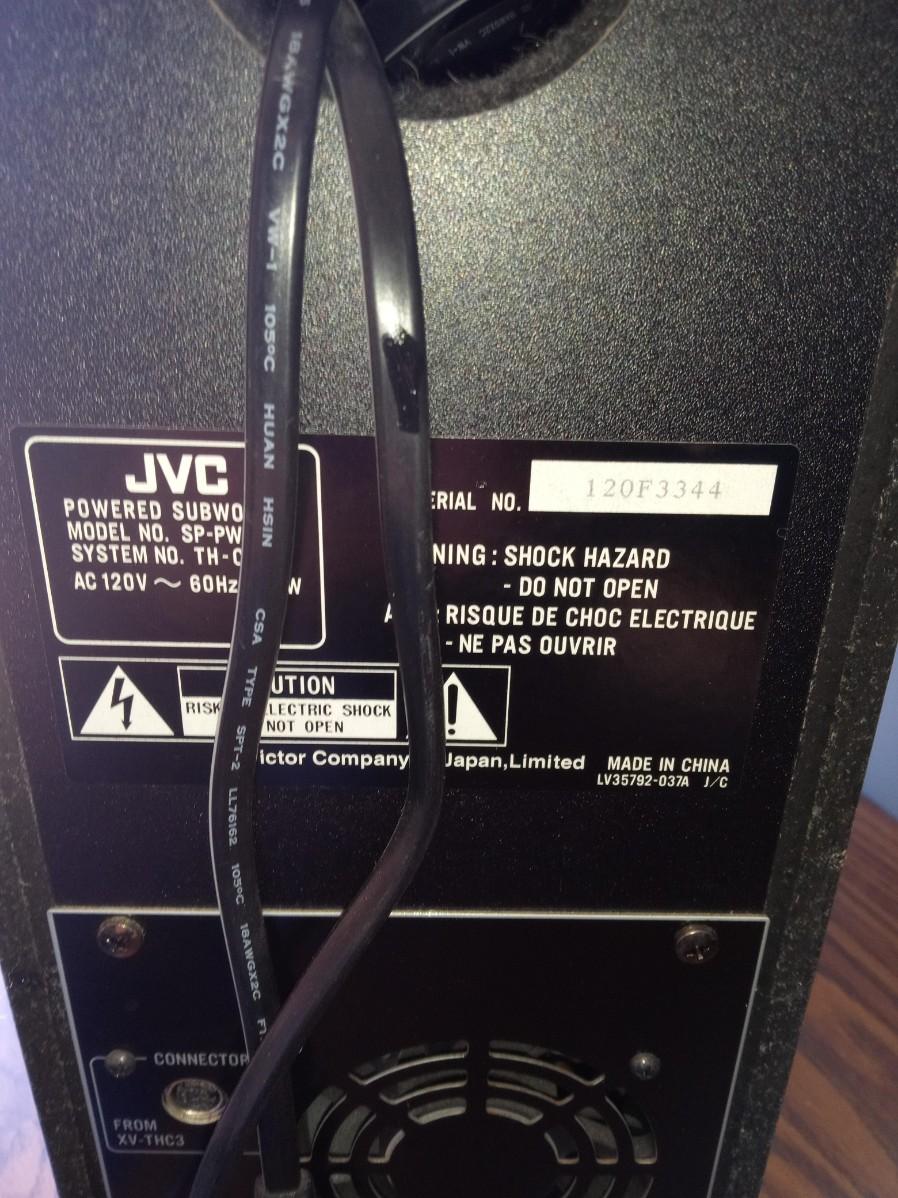 18AWGX2C VW-1 105°C HUAN HSIN CSA TYPE SPT-2 LL76162 105°C 18AWGX2C
JVC
POWERED SUBWO
MODEL NO. SP-PW
SYSTEM NO. TH-C
AC 120V ~ 60Hz W
ERIAL NO. 120F3344
NING : SHOCK HAZARD
- DO NOT OPEN
RISQUE DE CHOC ELECTRIQUE
- NE PAS OUVRIR
UTION
RISK LECTRIC SHOCK
NOT OPEN
ictor Company Japan,Limited MADE IN CHINA
LV35792-037A J/C
CONNECTOR
FROM
XV-THC3